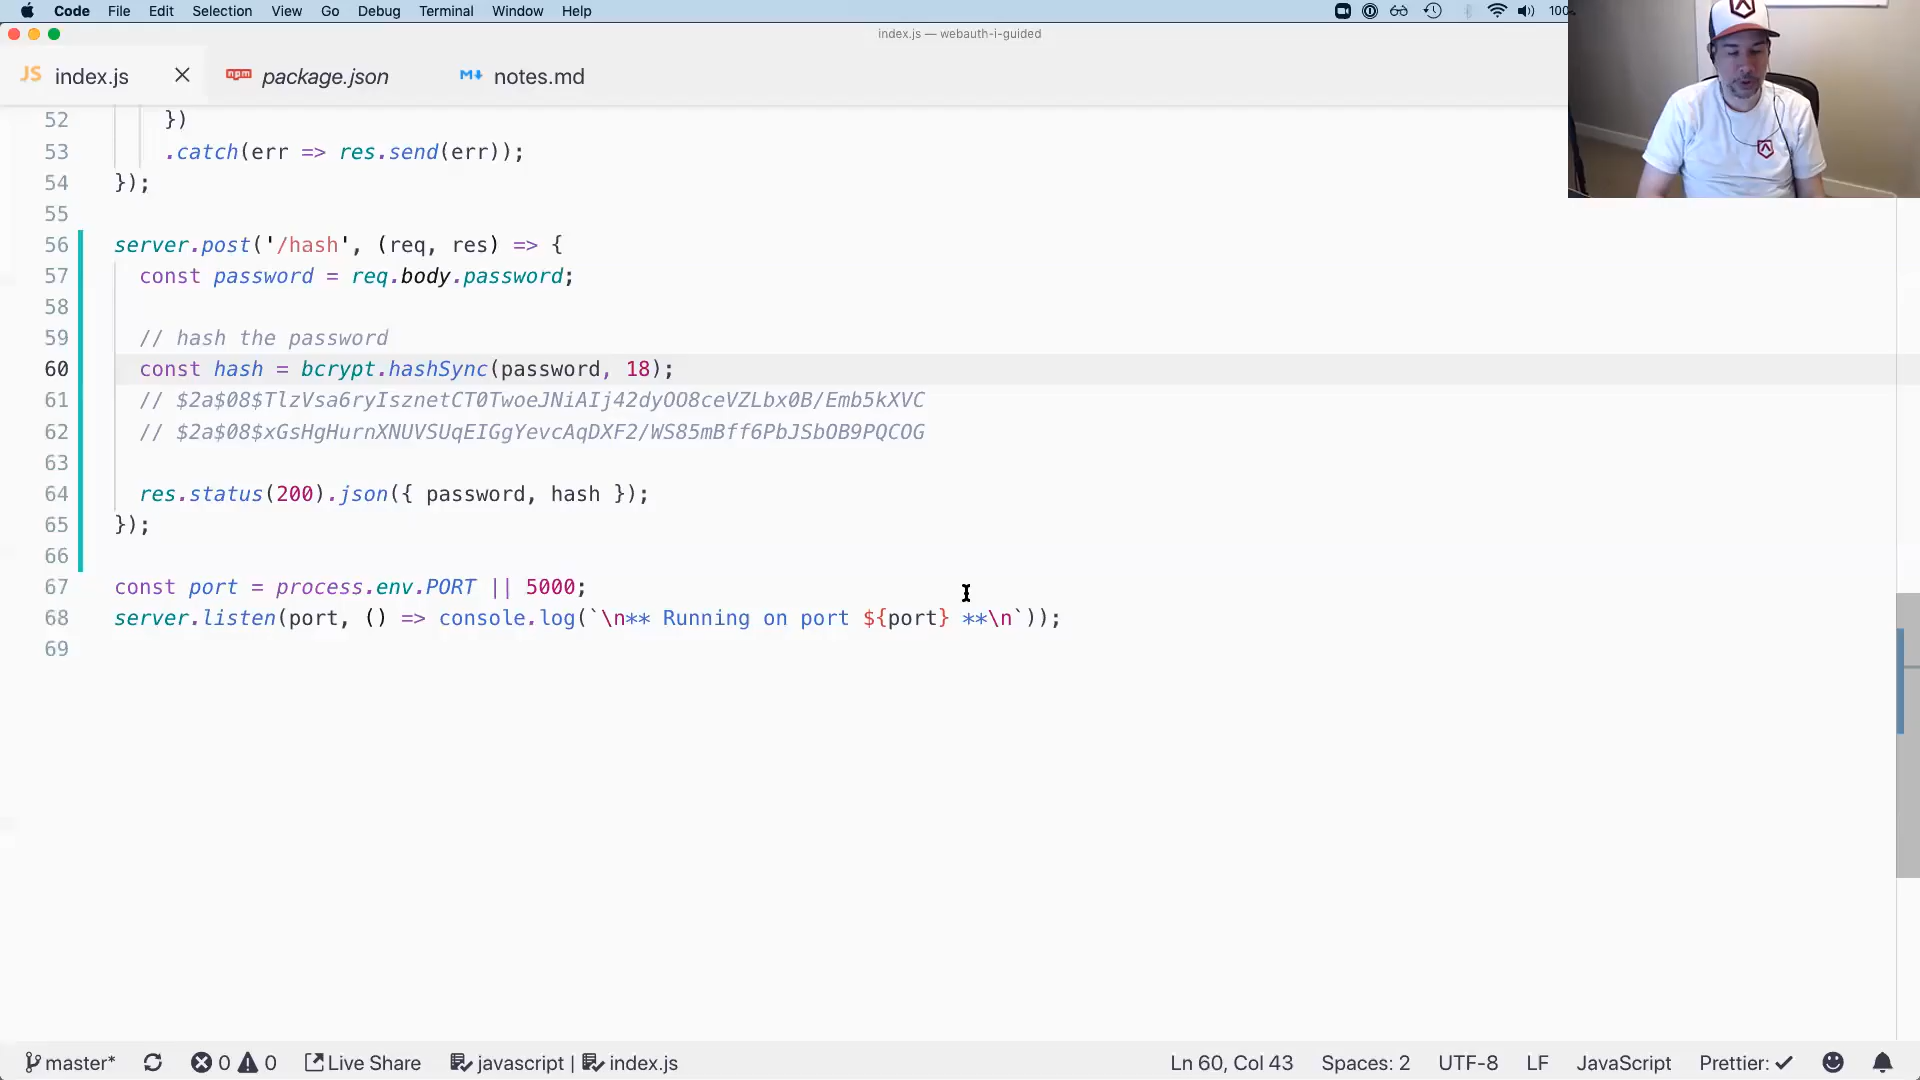 Code File Edit Selection View Go Debug Terminal Window Help 100%
index.js — webauth-i-guided
JS index.js package.json notes.md
npm M
52 })
53 .catch(err => res.send(err));
54 });
55
56 server.post('/hash', (req, res) => {
57 const password = req.body.password;
58
59 // hash the password
60 const hash = bcrypt.hashSync(password, 18);
61 // $2a$08$TlzVsa6ryIsznetCT0TwoeJNiAIj42dyOO8ceVZLbx0B/Emb5kXVC
62 // $2a$08$xGsHgHurnXNUVSUqEIGgYevcAqDXF2/WS85mBff6PbJSbOB9PQCOG
63
64 res.status(200).json({ password, hash });
65 });
66
67 const port = process.env.PORT || 5000;
68 server.listen(port, () => console.log(`\n** Running on port ${port} **\n`));
69
master* 0 0 Live Share javascript | index.js Ln 60, Col 43 Spaces: 2 UTF-8 LF JavaScript Prettier: ✓